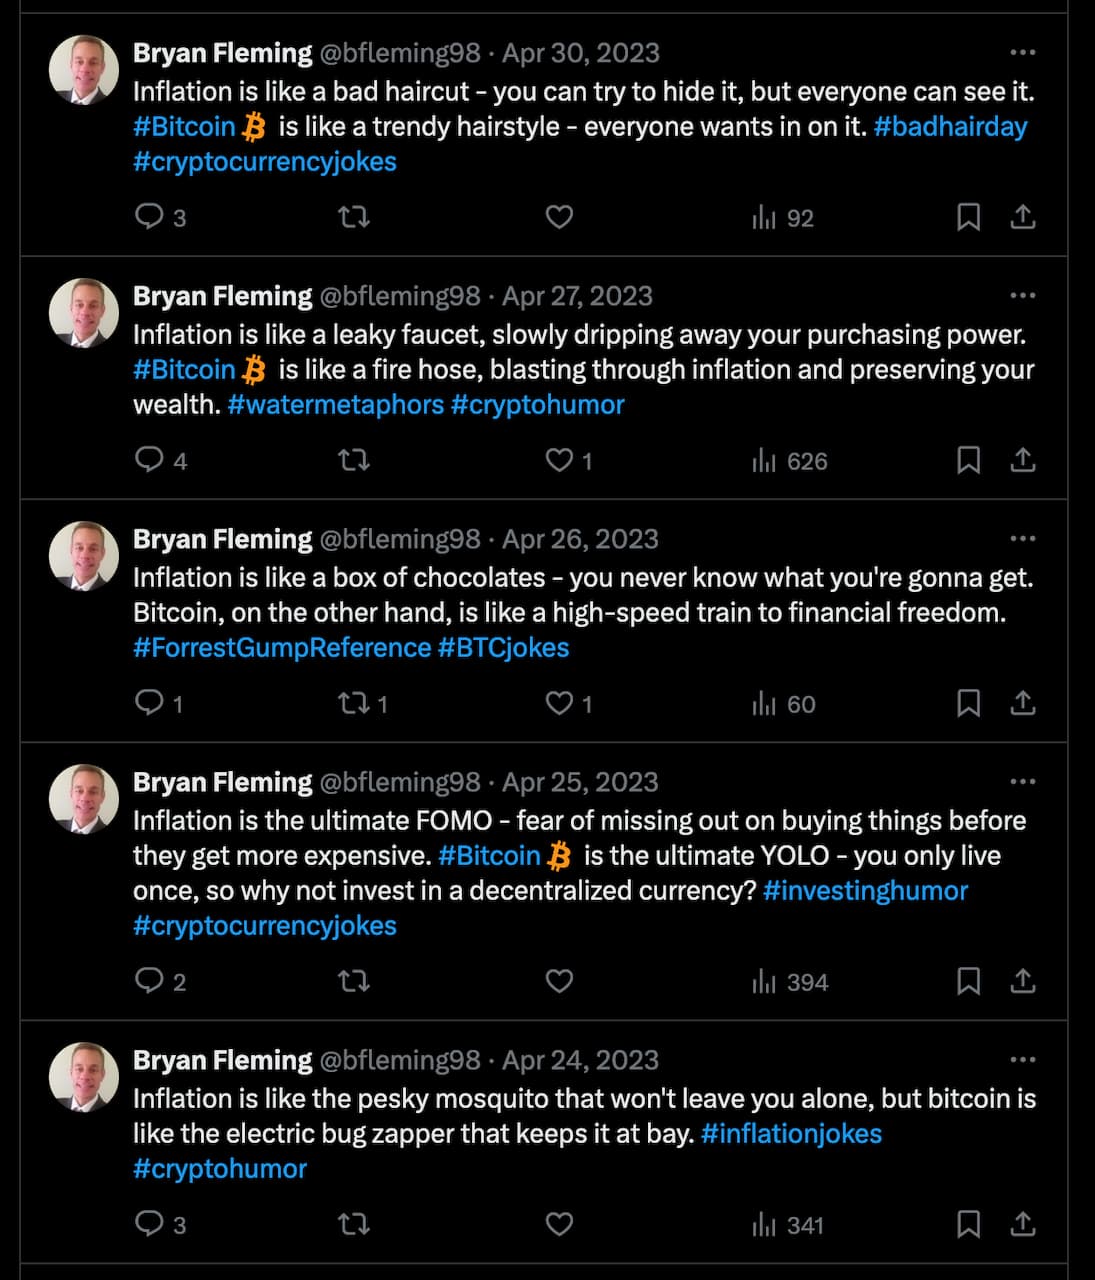 Bryan Fleming @bfleming98 · Apr 30, 2023
Inflation is like a bad haircut - you can try to hide it, but everyone can see it.
#Bitcoin is like a trendy hairstyle - everyone wants in on it. #badhairday
#cryptocurrencyjokes
3 92
Bryan Fleming @bfleming98 · Apr 27, 2023
Inflation is like a leaky faucet, slowly dripping away your purchasing power.
#Bitcoin is like a fire hose, blasting through inflation and preserving your
wealth. #watermetaphors #cryptohumor
4 1 626
Bryan Fleming @bfleming98 · Apr 26, 2023
Inflation is like a box of chocolates - you never know what you're gonna get.
Bitcoin, on the other hand, is like a high-speed train to financial freedom.
#ForrestGumpReference #BTCjokes
1 1 1 60
Bryan Fleming @bfleming98 · Apr 25, 2023
Inflation is the ultimate FOMO - fear of missing out on buying things before
they get more expensive. #Bitcoin is the ultimate YOLO - you only live
once, so why not invest in a decentralized currency? #investinghumor
#cryptocurrencyjokes
2 394
Bryan Fleming @bfleming98 · Apr 24, 2023
Inflation is like the pesky mosquito that won't leave you alone, but bitcoin is
like the electric bug zapper that keeps it at bay. #inflationjokes
#cryptohumor
3 341